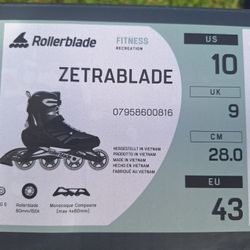 Rollerblade
FITNESS
RECREATION
ZETRABLADE
07958600816
HERGESTELLT IN VIETNAM
PRODOTTO IN VIETNAM
MADE IN VIETNAM
HECHO EN VIETNAM
FABRIQUÉ AU VIETNAM
Rollerblade
80mm/82A
Monoscocca Composite
(max 4x80mm)
US
10
UK
9
CM
28.0
EU
43